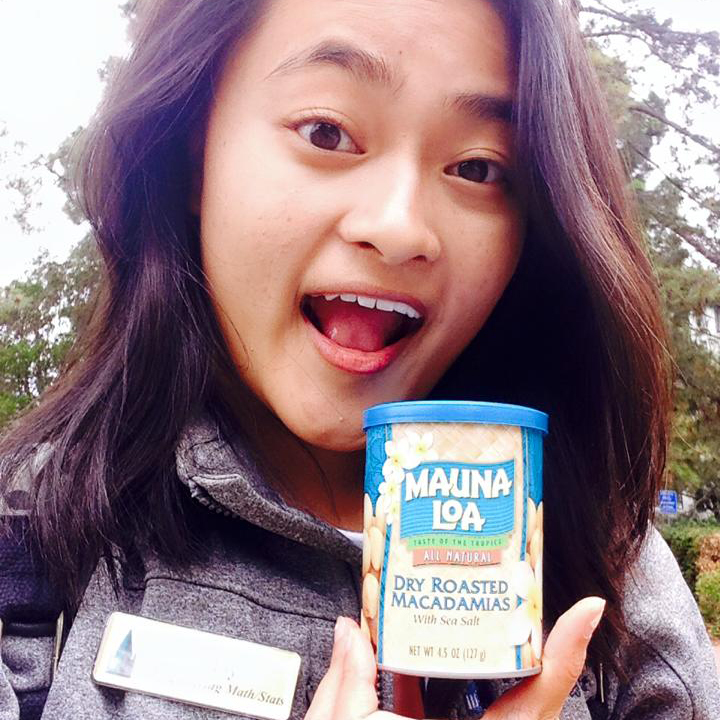 MAUNA
LOA
TASTE OF THE TROPICS
ALL NATURAL
DRY ROASTED
MACADAMIAS
With Sea Salt
NET WT 4.5 OZ (127 g)
Math/Stats